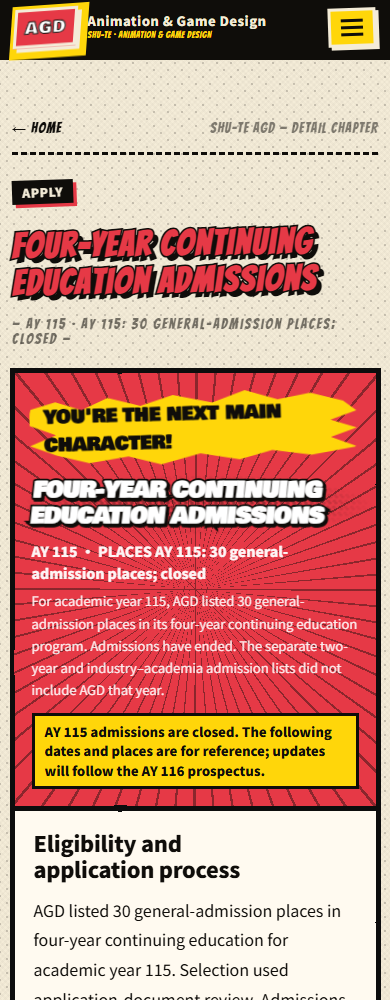 AGD
Animation & Game Design
SHU-TE · ANIMATION & GAME DESIGN
← HOME
SHU-TE AGD — DETAIL CHAPTER
APPLY
FOUR-YEAR CONTINUING
EDUCATION ADMISSIONS
— AY 115 · AY 115: 30 GENERAL-ADMISSION PLACES;
CLOSED —
YOU'RE THE NEXT MAIN
CHARACTER!
FOUR-YEAR CONTINUING
EDUCATION ADMISSIONS
AY 115 • PLACES AY 115: 30 general-
admission places; closed
For academic year 115, AGD listed 30 general-
admission places in its four-year continuing education
program. Admissions have ended. The separate two-
year and industry–academia admission lists did not
include AGD that year.
AY 115 admissions are closed. The following
dates and places are for reference; updates
will follow the AY 116 prospectus.
Eligibility and
application process
AGD listed 30 general-admission places in
four-year continuing education for
academic year 115. Selection used
application-document review. Admissions